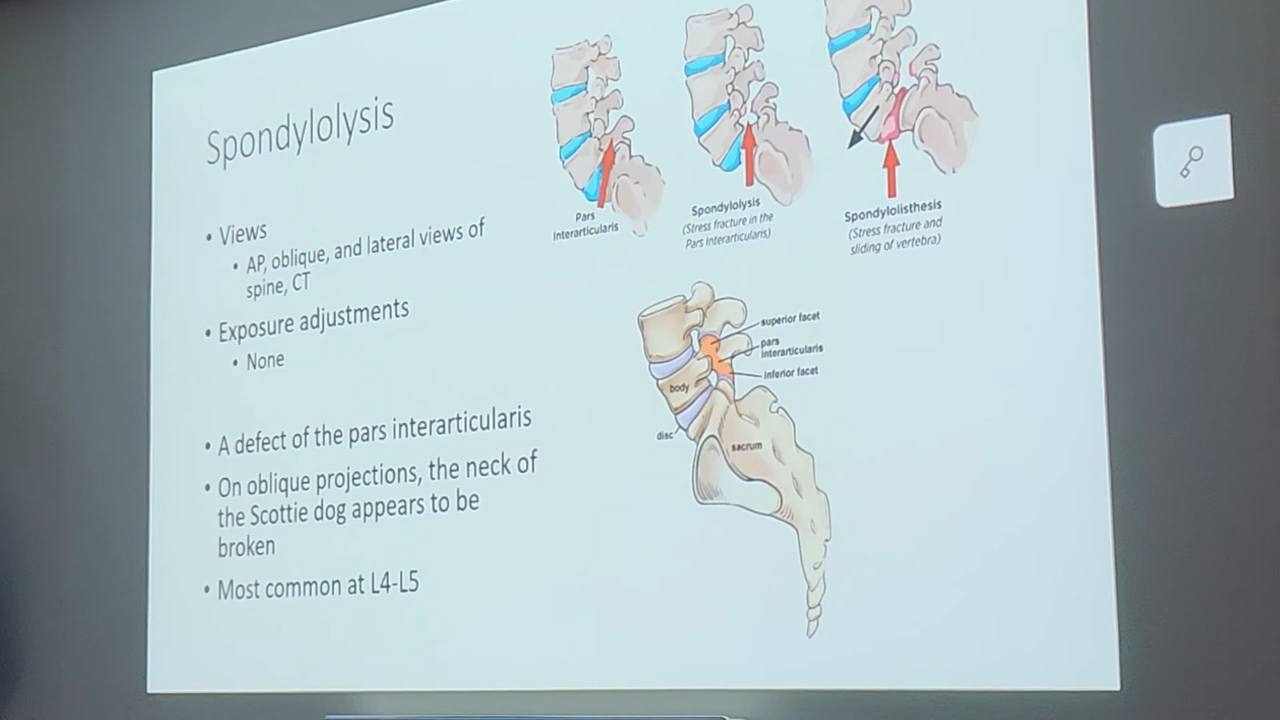 Spondylolysis
• Views
• AP, oblique, and lateral views of
spine, CT
• Exposure adjustments
• None
• A defect of the pars interarticularis
• On oblique projections, the neck of
the Scottie dog appears to be
broken
• Most common at L4-L5
Pars
Interarticularis
Spondylolysis
(Stress fracture in the
Pars Interarticularis)
Spondylolisthesis
(Stress fracture and
sliding of vertebra)
superior facet
pars
interarticularis
inferior facet
body
disc
sacrum